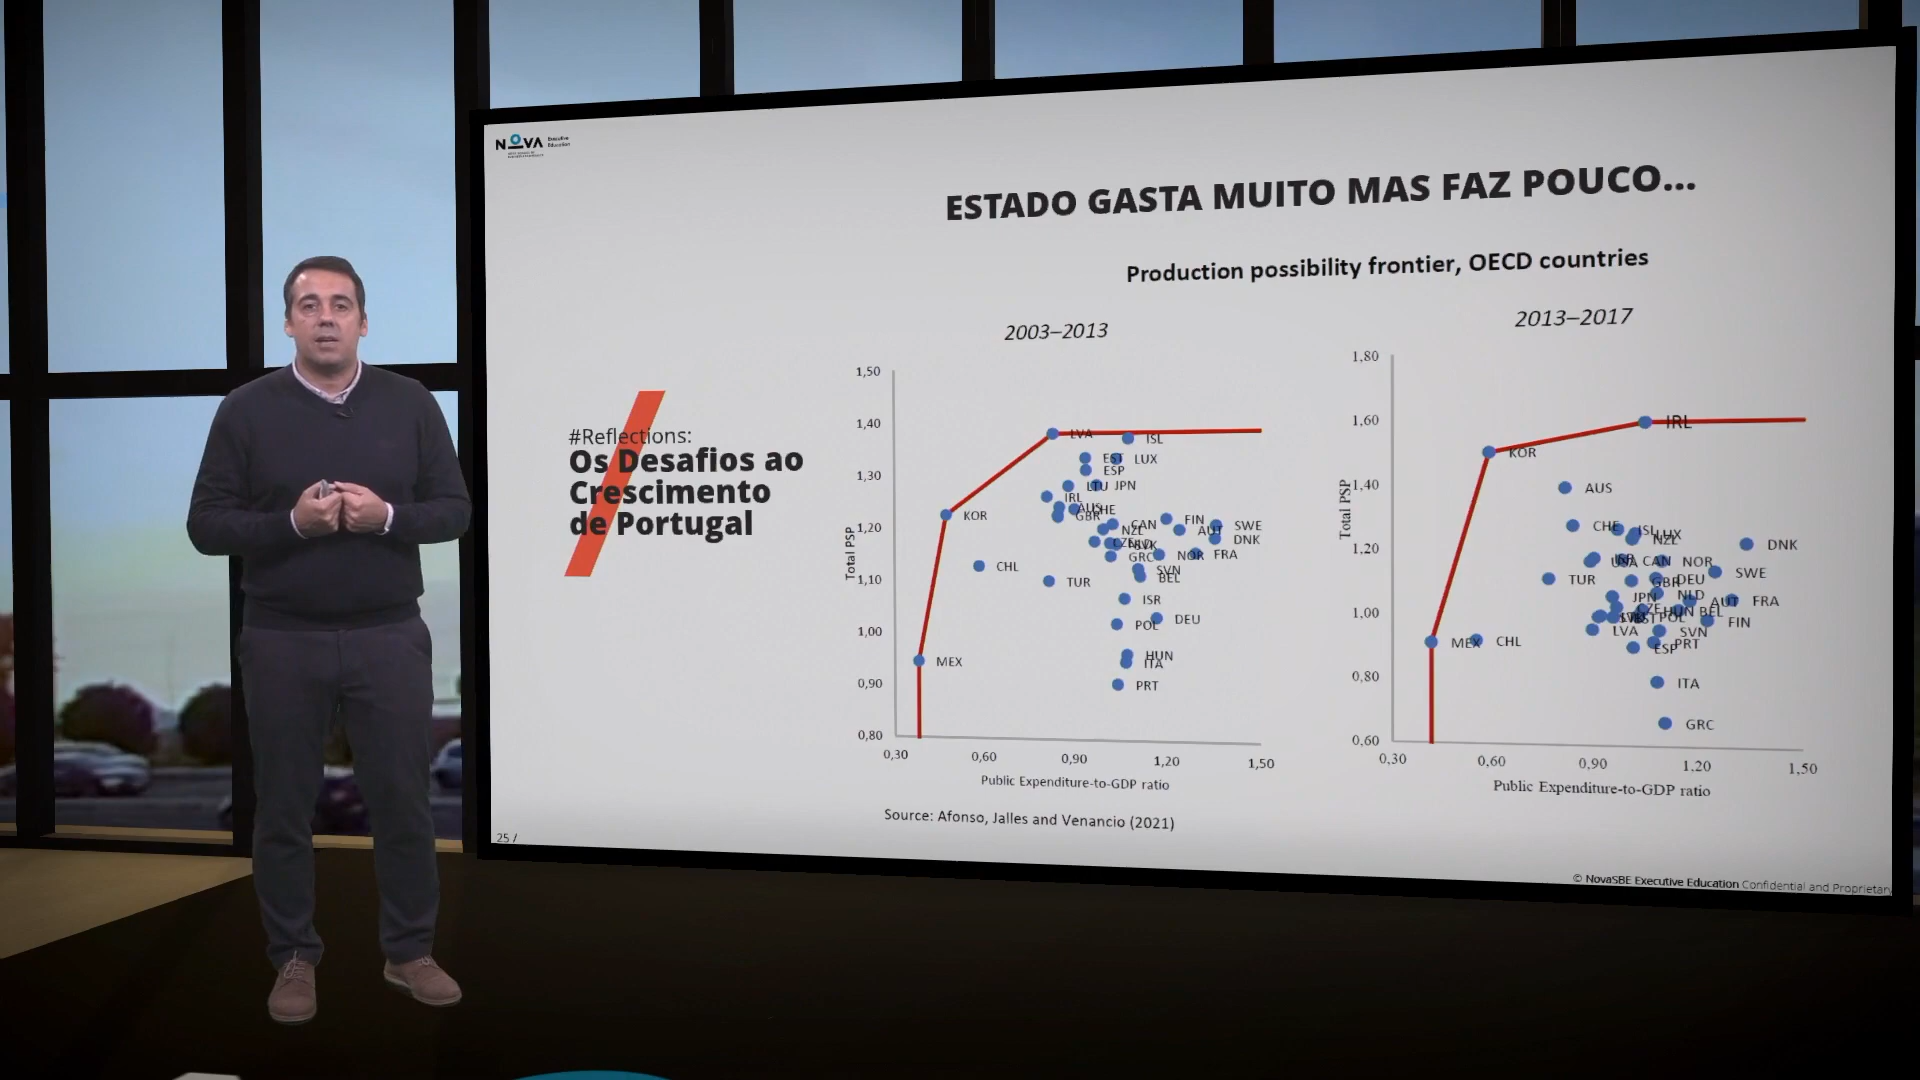 NOVA
Executive
Education
ESTADO GASTA MUITO MAS FAZ POUCO...
Production possibility frontier, OECD countries
#Reflections:
Os Desafios ao
Crescimento
de Portugal
2003–2013
1,50
1,40
1,30
1,20
1,10
1,00
0,90
0,80
Total PSP
LVA
ISL
EST
LUX
ESP
LTU
JPN
IRL
AUS
CHE
GBR
KOR
CAN
FIN
SWE
NZL
AUT
DNK
GRC
NOR
FRA
CHL
SVN
BEL
TUR
ISR
DEU
POL
HUN
ITA
MEX
PRT
0,30
0,60
0,90
1,20
1,50
Public Expenditure-to-GDP ratio
Source: Afonso, Jalles and Venancio (2021)
2013–2017
1,80
1,60
1,40
1,20
1,00
0,80
0,60
Total PSP
IRL
KOR
AUS
CHE
ISL
LUX
NZL
DNK
ISR
USA
CAN
NOR
SWE
TUR
GBR
DEU
JPN
NLD
AUT
FRA
CZE
HUN
BEL
EST
POL
FIN
LVA
SVN
MEX
CHL
ESP
PRT
ITA
GRC
0,30
0,60
0,90
1,20
1,50
Public Expenditure-to-GDP ratio
25 /
© NovaSBE Executive Education Confidential and Proprietary